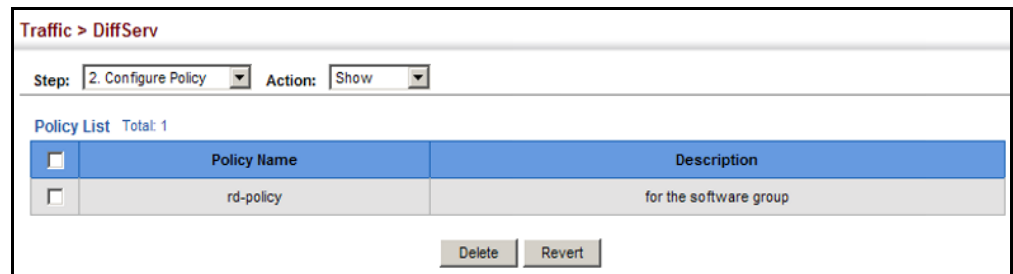 Traffic > DiffServ
Step: 2. Configure Policy Action: Show
Policy List Total: 1
Policy Name Description
rd-policy for the software group
Delete Revert